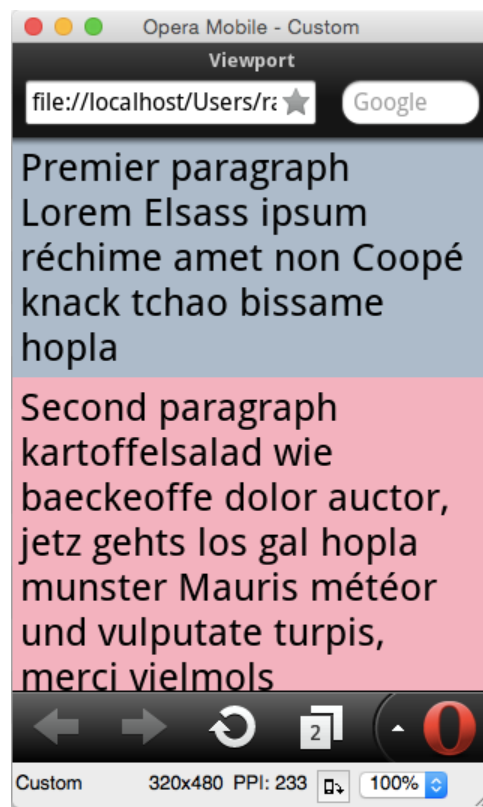 Opera Mobile - Custom
Viewport
file://localhost/Users/ra
Google
Premier paragraph
Lorem Elsass ipsum
réchime amet non Coopé
knack tchao bissame
hopla
Second paragraph
kartoffelsalad wie
baeckeoffe dolor auctor,
jetz gehts los gal hopla
munster Mauris météor
und vulputate turpis,
merci vielmols
2
Custom 320x480 PPI: 233 100%